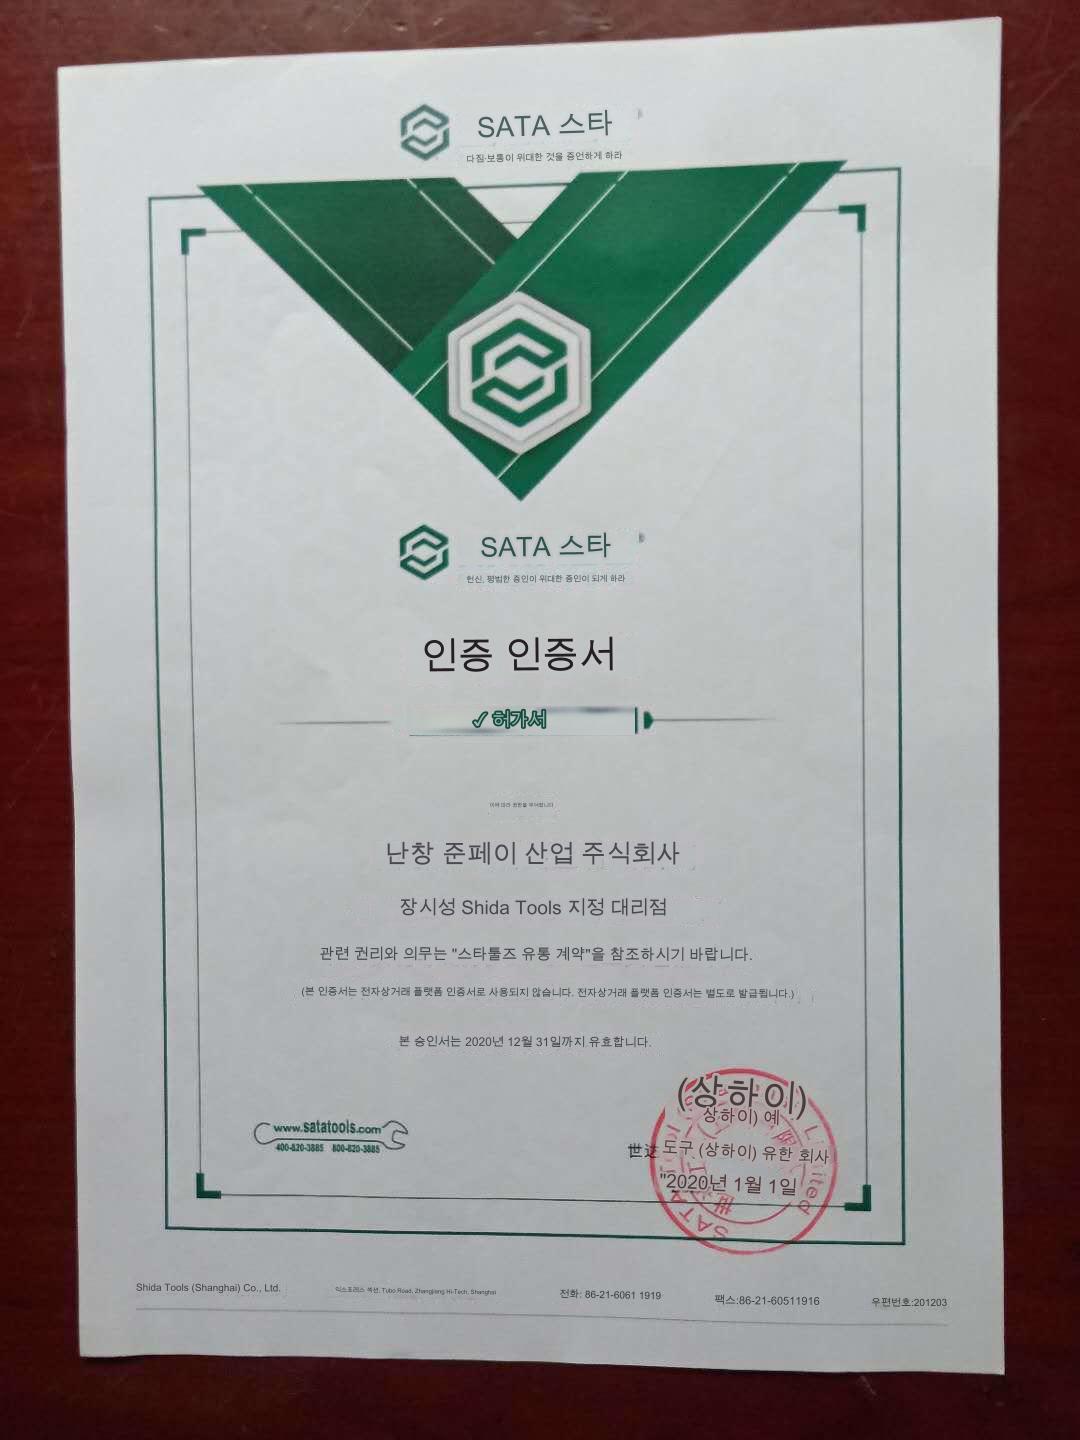 SATA 스타
다짐·보통이 위대한 것을 증언하게 하라
SATA 스타
헌신, 평범한 증인이 위대한 증인이 되게 하라
인증 인증서
✓ 허가서
난창 준페이 산업 주식회사
장시성 Shida Tools 지정 대리점
관련 권리와 의무는 "스타툴즈 유통 계약"을 참조하시기 바랍니다.
(본 인증서는 전자상거래 플랫폼 인증서로 사용되지 않습니다. 전자상거래 플랫폼 인증서는 별도로 발급됩니다.)
본 승인서는 2020년 12월 31일까지 유효합니다.
(상하이)
상하이) 예
世达 도구 (상하이) 유한 회사
"2020년 1월 1일
www.satatools.com
400-820-3885 800-820-3885
Shida Tools (Shanghai) Co., Ltd.
익스프레스 섹션, Tubo Road, Zhangjiang Hi-Tech, Shanghai
전화: 86-21-6061 1919
팩스:86-21-60511916
우편번호:201203